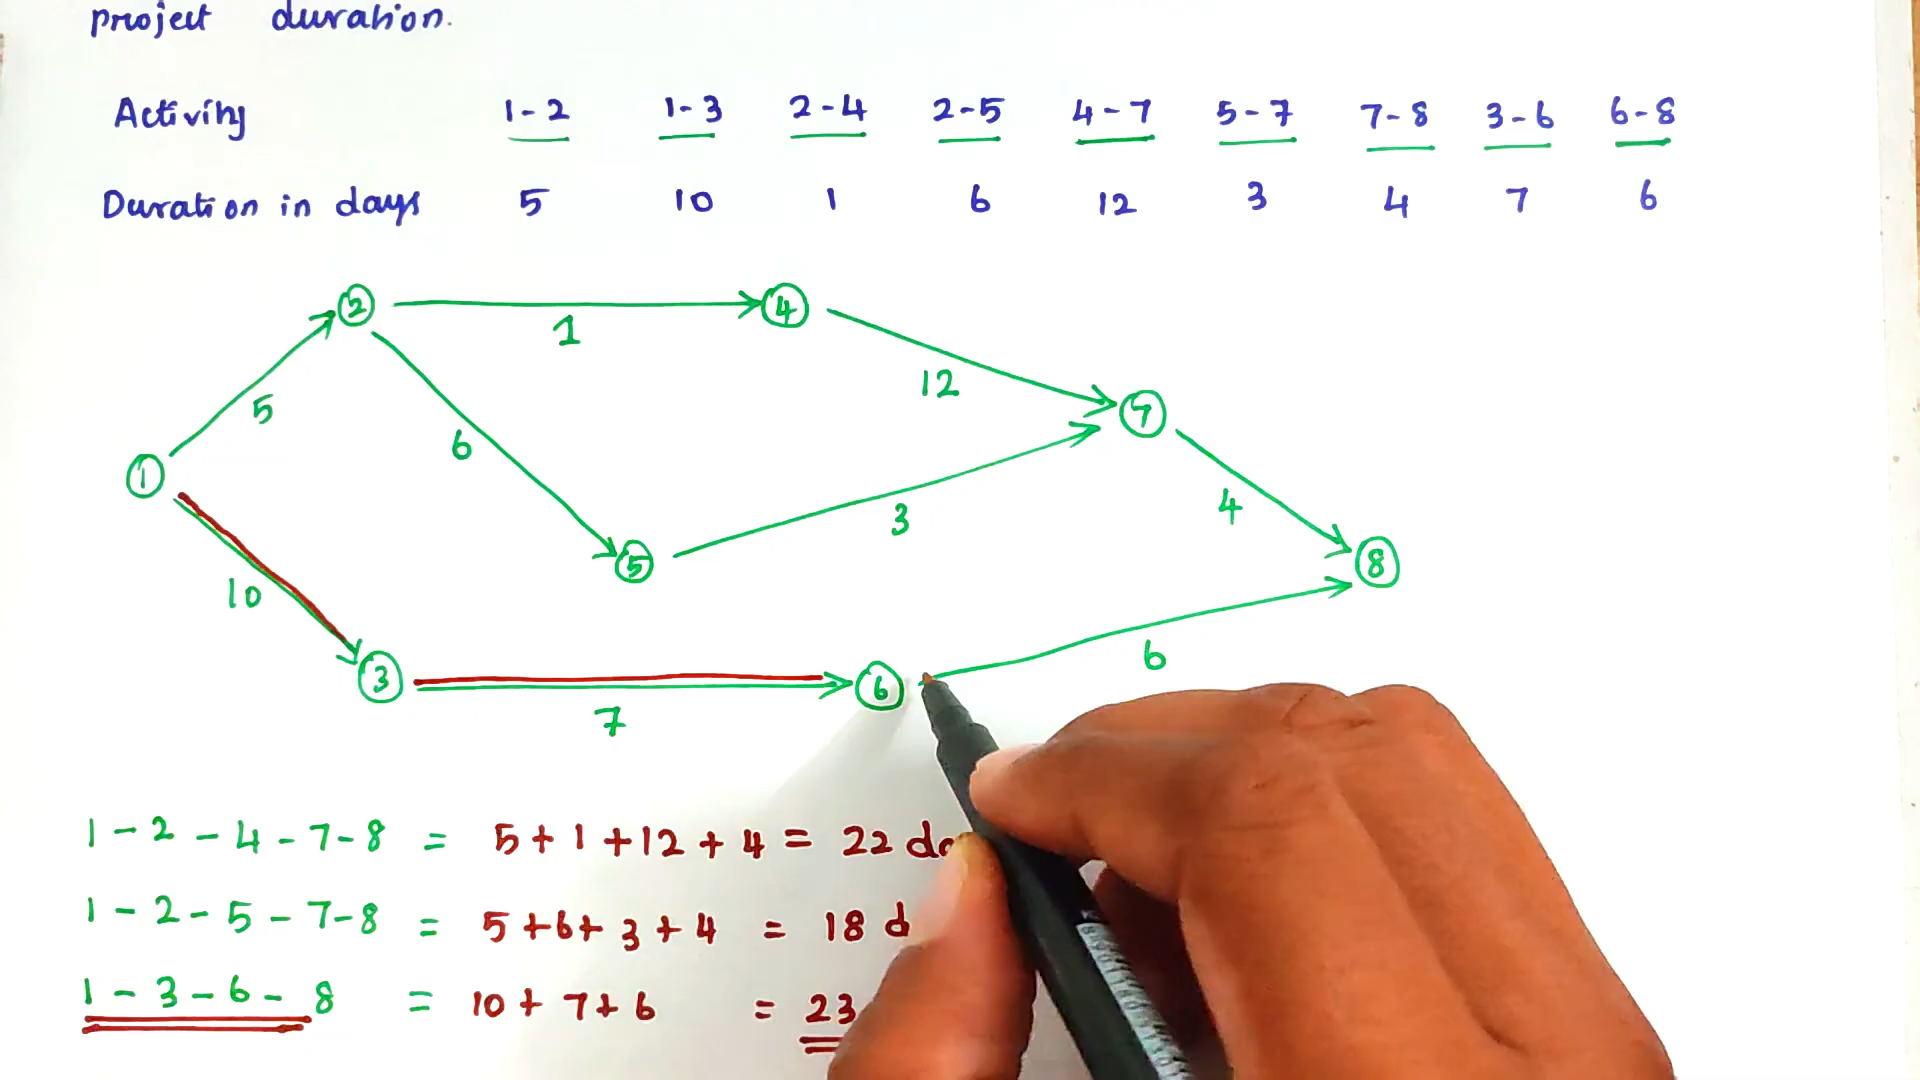 project duration.
Activity 1-2 1-3 2-4 2-5 4-7 5-7 7-8 3-6 6-8
Duration in days 5 10 1 6 12 3 4 7 6
2 4
1
12
7
5
6
1
3
4
5
8
10
6
3 6
7
1-2-4-7-8 = 5+1+12+4 = 22
1-2-5-7-8 = 5+6+3+4 = 18 d
1-3-6-8 = 10+7+6 = 23